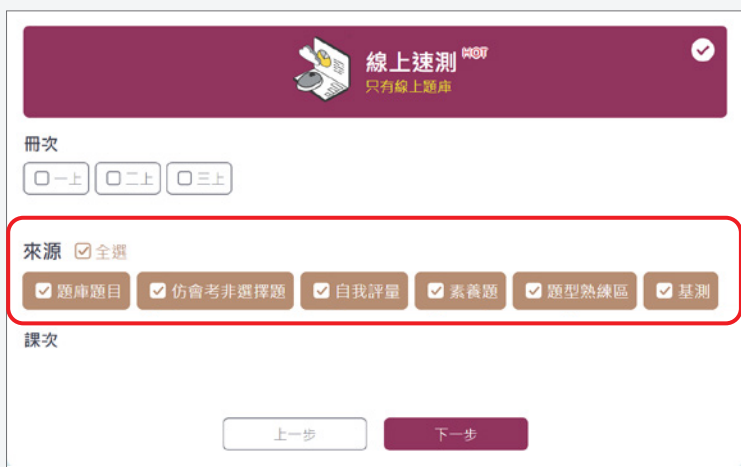 線上速測 HOT
只有線上題庫
冊次
一上 二上 三上
來源 全選
題庫題目 仿會考非選擇題 自我評量 素養題 題型熟練區 基測
課次
上一步 下一步